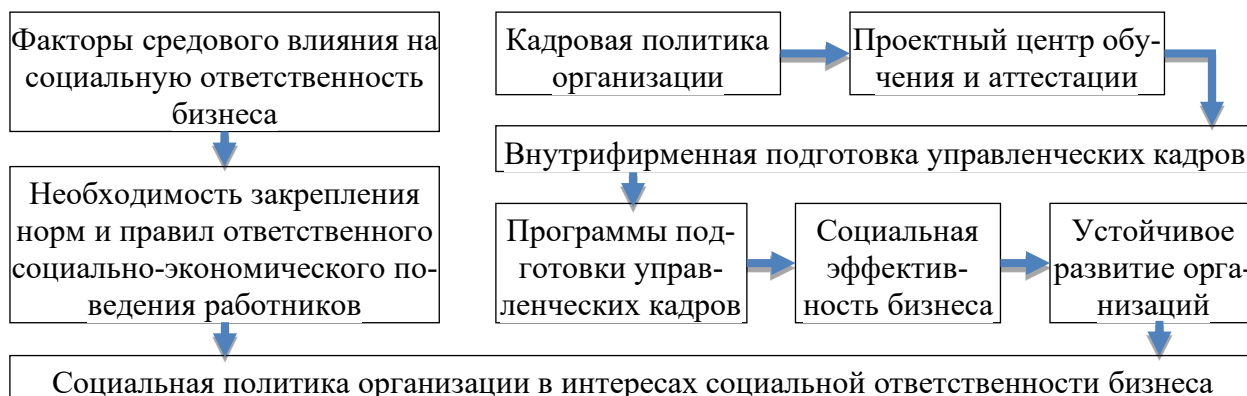 Факторы средового влияния на
социальную ответственность
бизнеса
Необходимость закрепления
норм и правил ответственного
социально-экономического по-
ведения работников
Кадровая политика
организации
Проектный центр обу-
чения и аттестации
Внутрифирменная подготовка управленческих кадров
Программы под-
готовки управ-
ленческих кадров
Социальная
эффектив-
ность бизнеса
Устойчивое
развитие орга-
низаций
Социальная политика организации в интересах социальной ответственности бизнеса